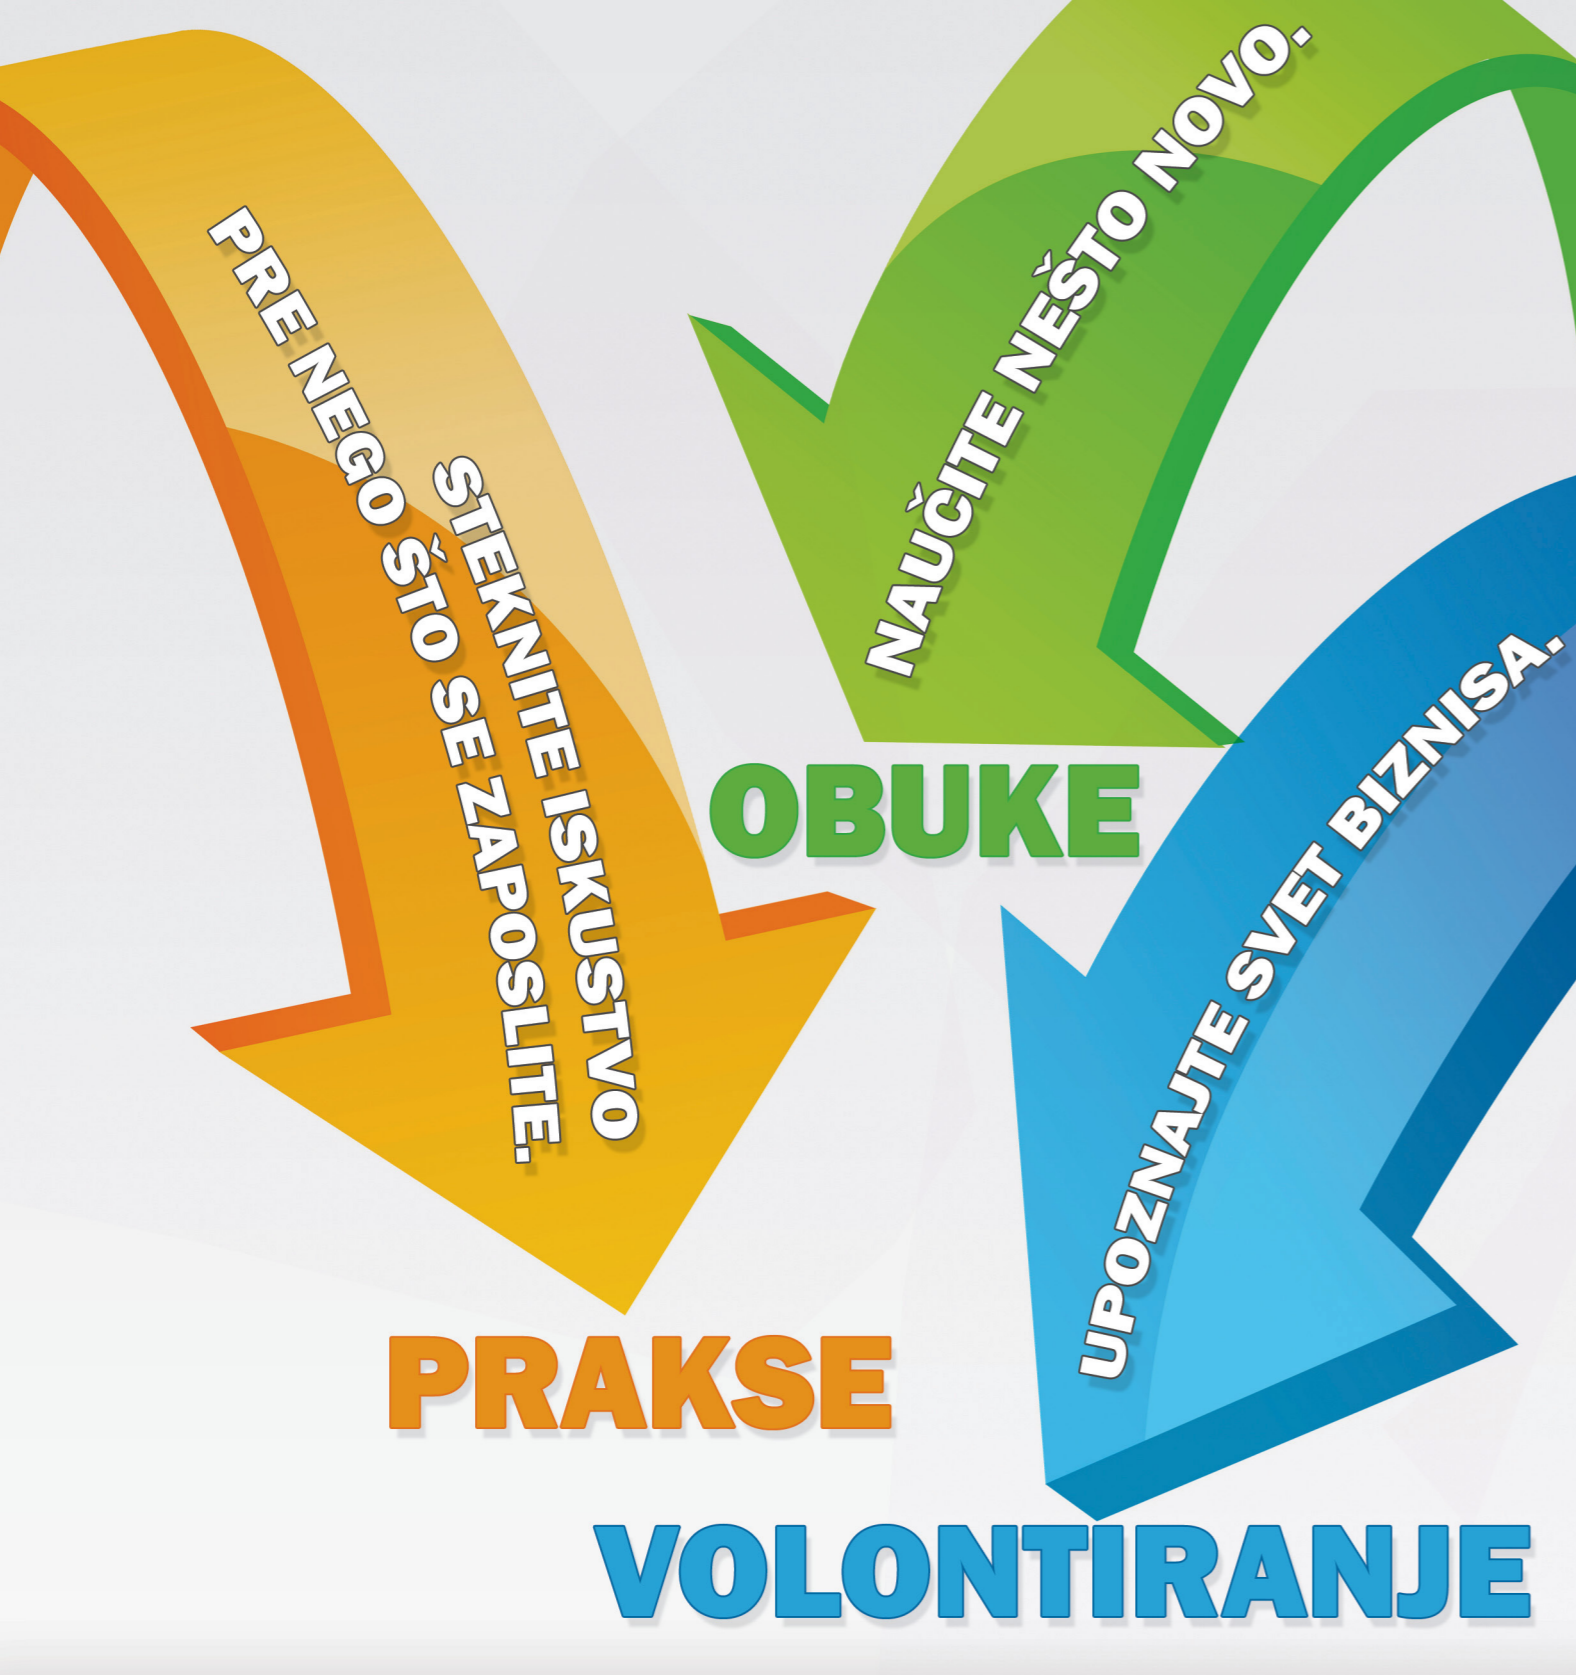 STEKNITE ISKUSTVO
PRE NEGO ŠTO SE ZAPOSLITE.
PRAKSE
NAUČITE NEŠTO NOVO.
OBUKE
UPOZNAJTE SVET BIZNISA.
VOLONTIRANJE